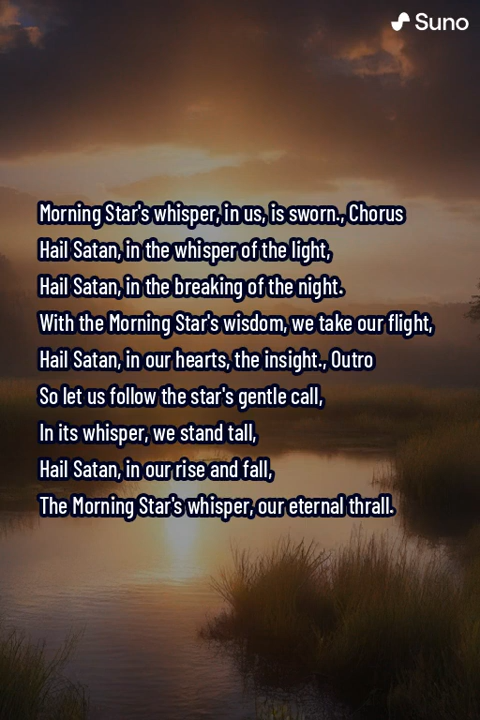 Suno
Morning Star's whisper, in us, is sworn., Chorus
Hail Satan, in the whisper of the light,
Hail Satan, in the breaking of the night.
With the Morning Star's wisdom, we take our flight,
Hail Satan, in our hearts, the insight., Outro
So let us follow the star's gentle call,
In its whisper, we stand tall,
Hail Satan, in our rise and fall,
The Morning Star's whisper, our eternal thrall.